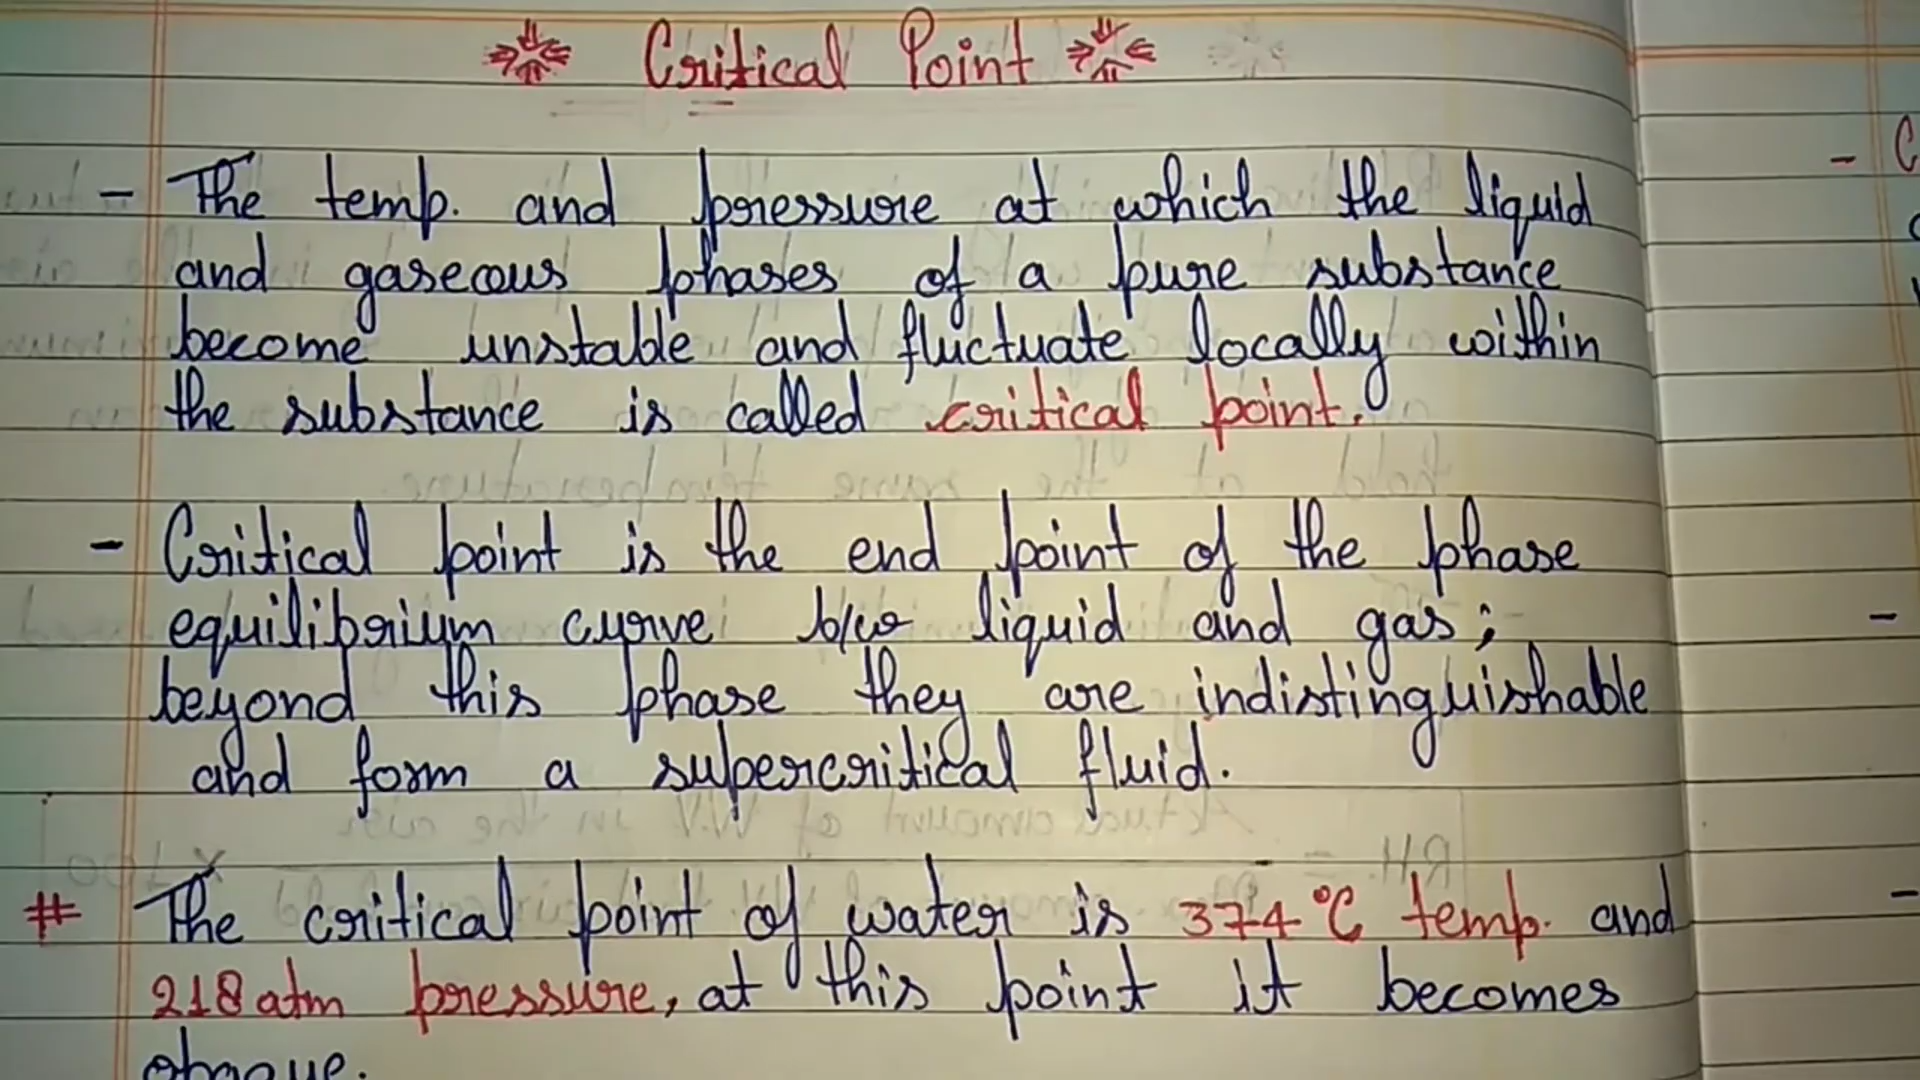 Critical Point
- The temp. and pressure at which the liquid
and gaseous phases of a pure substance
become unstable and fluctuate locally within
the substance is called critical point.
- Critical point is the end point of the phase
equilibrium curve b/w liquid and gas;
beyond this phase they are indistinguishable
and form a supercritical fluid.
# The critical point of water is 374°C temp. and
218 atm pressure, at this point it becomes
opaque.